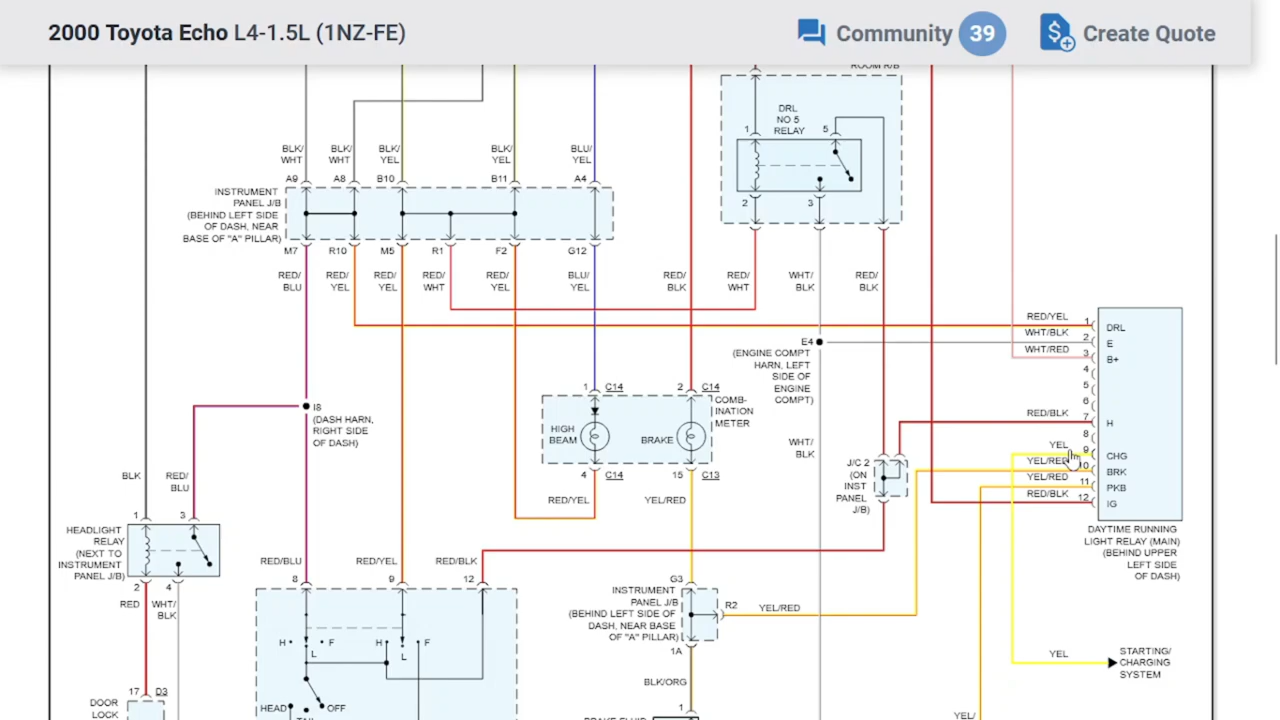 2000 Toyota Echo L4-1.5L (1NZ-FE)
Community 39
Create Quote
ROOM R/B
DRL
NO 5
RELAY
1
5
2
3
BLK/
WHT
BLK/
WHT
BLK/
YEL
BLK/
YEL
BLU/
YEL
A9
A8
B10
B11
A4
INSTRUMENT
PANEL J/B
(BEHIND LEFT SIDE
OF DASH, NEAR
BASE OF "A" PILLAR)
M7
R10
M5
R1
F2
G12
RED/
BLU
RED/
YEL
RED/
YEL
RED/
WHT
RED/
YEL
BLU/
YEL
RED/
BLK
RED/
WHT
WHT/
BLK
RED/
BLK
RED/YEL
1
DRL
WHT/BLK
2
E
WHT/RED
3
B+
4
5
6
RED/BLK
7
H
8
YEL
9
CHG
YEL/RED
10
BRK
YEL/RED
11
PKB
RED/BLK
12
IG
DAYTIME RUNNING
LIGHT RELAY (MAIN)
(BEHIND UPPER
LEFT SIDE
OF DASH)
E4
(ENGINE COMPT
HARN, LEFT
SIDE OF
ENGINE
COMPT)
WHT/
BLK
J/C 2
(ON
INST
PANEL
J/B)
1
C14
2
C14
COMB-
INATION
METER
HIGH
BEAM
BRAKE
4
C14
15
C13
RED/YEL
YEL/RED
I8
(DASH HARN,
RIGHT SIDE
OF DASH)
BLK
RED/
BLU
1
3
HEADLIGHT
RELAY
(NEXT TO
INSTRUMENT
PANEL J/B)
2
4
RED
WHT/
BLK
17
D3
DOOR
LOCK
RED/BLU
RED/YEL
RED/BLK
8
9
12
H
F
L
H
F
L
HEAD
OFF
TAIL
G3
INSTRUMENT
PANEL J/B
(BEHIND LEFT SIDE OF
DASH, NEAR BASE
OF "A" PILLAR)
R2
YEL/RED
1A
BLK/ORG
1
BRAKE FLUID
YEL
STARTING/
CHARGING
SYSTEM
YEL/